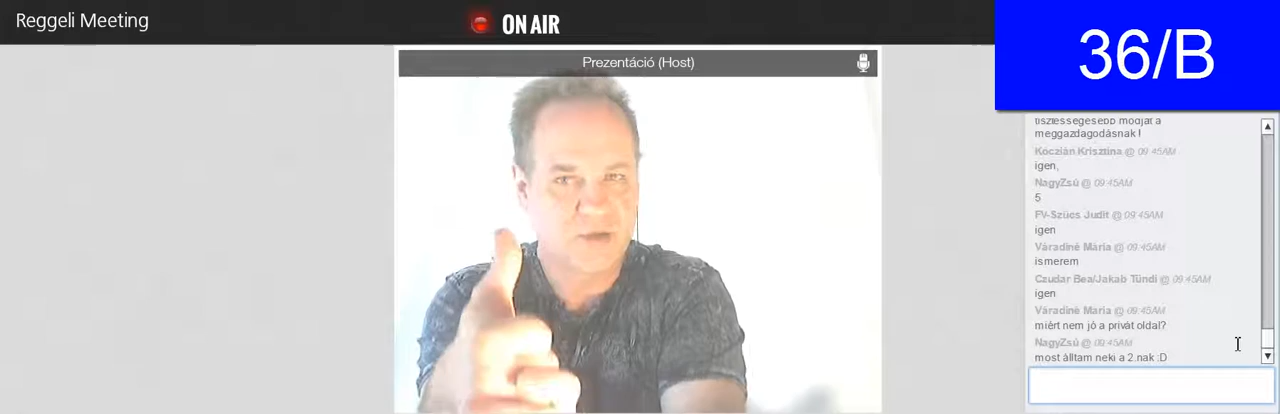 Reggeli Meeting
ON AIR
36/B
Prezentáció (Host)
tisztességesebb módját a
meggazdagodásnak !
Kóczián Krisztina @ 09:45AM
igen,
NagyZsú @ 09:45AM
5
FV-Szücs Judit @ 09:45AM
igen
Váradiné Mária @ 09:45AM
ismerem
Czudar Bea/Jakab Tündi @ 09:45AM
igen
Váradiné Mária @ 09:45AM
miért nem jó a privát oldal?
NagyZsú @ 09:45AM
most álltam neki a 2.nak :D